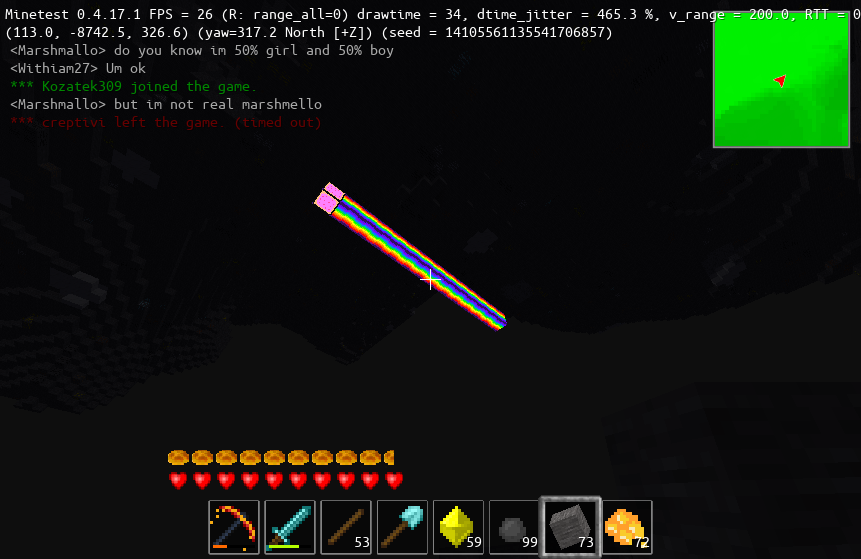 Minetest 0.4.17.1 FPS = 26 (R: range_all=0) drawtime = 34, dtime_jitter = 465.3 %, v_range = 200.0, RTT = 0
(113.0, -8742.5, 326.6) (yaw=317.2 North [+Z]) (seed = 14105561135541706857)
<Marshmallo> do you know im 50% girl and 50% boy
<Withiam27> Um ok
*** Kozatek309 joined the game.
<Marshmallo> but im not real marshmello
*** creptivi left the game. (timed out)
53 59 99 73 72